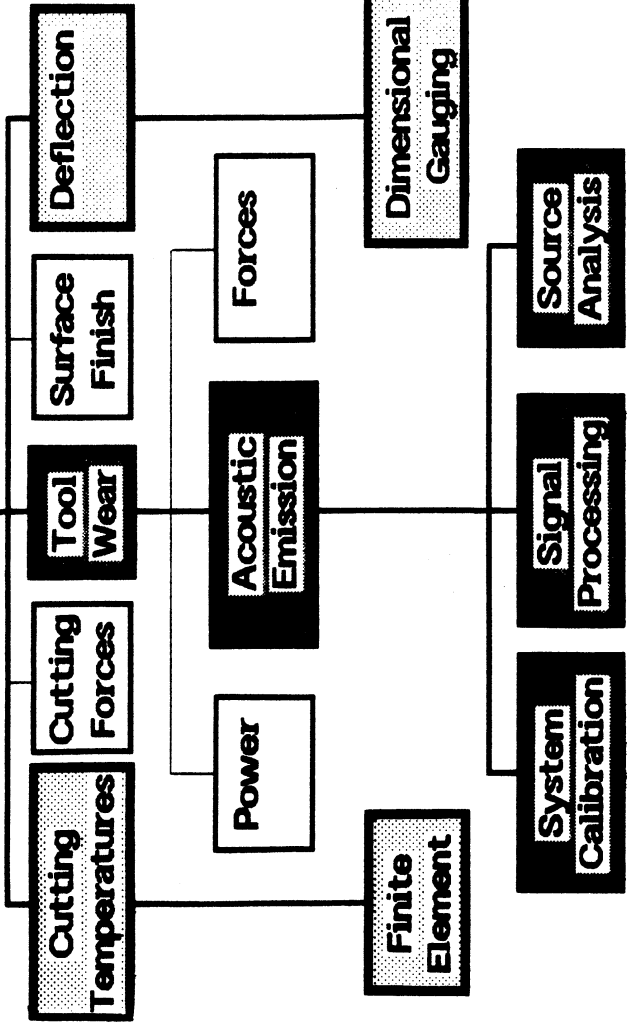 Cutting
Temperatures
Cutting
Forces
Tool
Wear
Surface
Finish
Deflection
Power
Acoustic
Emission
Forces
Finite
Element
Dimensional
Gauging
System
Calibration
Signal
Processing
Source
Analysis